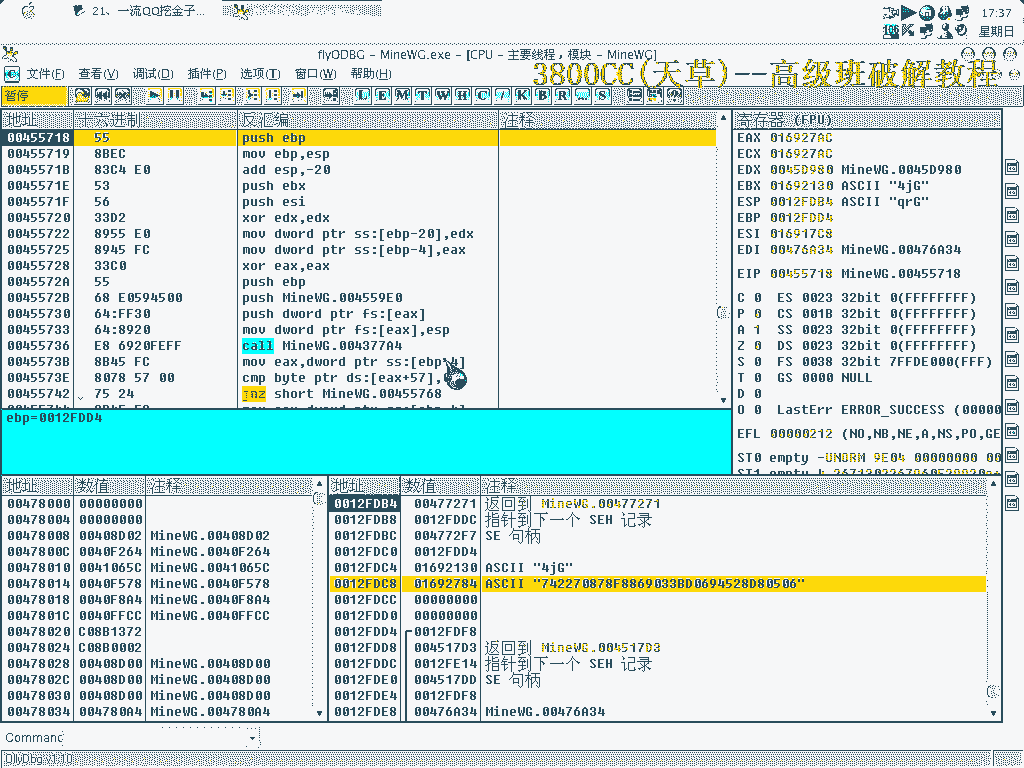 21、一流QQ挖金子...
17:37
星期日
flyODBG - MineWG.exe - [CPU - 主要线程, 模块 - MineWG]
文件(F) 查看(V) 调试(D) 插件(P) 选项(T) 窗口(W) 帮助(H)
3800CC(天草)--高级班破解教程
暂停 L E M T W H C / K B R ... S
地址 十六进制 反汇编 注释
00455718 55 push ebp
00455719 8BEC mov ebp,esp
0045571B 83C4 E0 add esp,-20
0045571E 53 push ebx
0045571F 56 push esi
00455720 33D2 xor edx,edx
00455722 8955 E0 mov dword ptr ss:[ebp-20],edx
00455725 8945 FC mov dword ptr ss:[ebp-4],eax
00455728 33C0 xor eax,eax
0045572A 55 push ebp
0045572B 68 E0594500 push MineWG.004559E0
00455730 64:FF30 push dword ptr fs:[eax]
00455733 64:8920 mov dword ptr fs:[eax],esp
00455736 E8 6920FEFF call MineWG.004377A4
0045573B 8B45 FC mov eax,dword ptr ss:[ebp-4]
0045573E 8078 57 00 cmp byte ptr ds:[eax+57],
00455742 75 24 jnz short MineWG.00455768
ebp=0012FDD4
寄存器 (FPU)
EAX 016927AC
ECX 016927AC
EDX 0045D980 MineWG.0045D980
EBX 01692130 ASCII "4jG"
ESP 0012FDB4 ASCII "qrG"
EBP 0012FDD4
ESI 016917C8
EDI 00476A34 MineWG.00476A34
EIP 00455718 MineWG.00455718
C 0 ES 0023 32bit 0(FFFFFFFF)
P 0 CS 001B 32bit 0(FFFFFFFF)
A 1 SS 0023 32bit 0(FFFFFFFF)
Z 0 DS 0023 32bit 0(FFFFFFFF)
S 0 FS 0038 32bit 7FFDE000(FFF)
T 0 GS 0000 NULL
D 0
O 0 LastErr ERROR_SUCCESS (00000
EFL 00000212 (NO,NB,NE,A,NS,PO,GE
ST0 empty -UNORM 9E04 00000000 00
地址 数值 注释
00478000 00000000
00478004 00000000
00478008 00408D02 MineWG.00408D02
0047800C 0040F264 MineWG.0040F264
00478010 0041065C MineWG.0041065C
00478014 0040F578 MineWG.0040F578
00478018 0040F8A4 MineWG.0040F8A4
0047801C 0040FFCC MineWG.0040FFCC
00478020 C08B1372
00478024 C08B0002
00478028 00408D00 MineWG.00408D00
0047802C 00408D00 MineWG.00408D00
00478030 00408D00 MineWG.00408D00
00478034 004780A4 MineWG.004780A4
地址 数值 注释
0012FDB4 00477271 返回到 MineWG.00477271
0012FDB8 0012FDDC 指针到下一个 SEH 记录
0012FDBC 004772F7 SE 句柄
0012FDC0 0012FDD4
0012FDC4 01692130 ASCII "4jG"
0012FDC8 01692784 ASCII "742270878F8869033BD0694528D80506"
0012FDCC 00000000
0012FDD0 00000000
0012FDD4 0012FDF8
0012FDD8 004517D3 返回到 MineWG.004517D3
0012FDDC 0012FE14 指针到下一个 SEH 记录
0012FDE0 004517DD SE 句柄
0012FDE4 0012FDF8
0012FDE8 00476A34 MineWG.00476A34
Command
OllyDbg v1.10